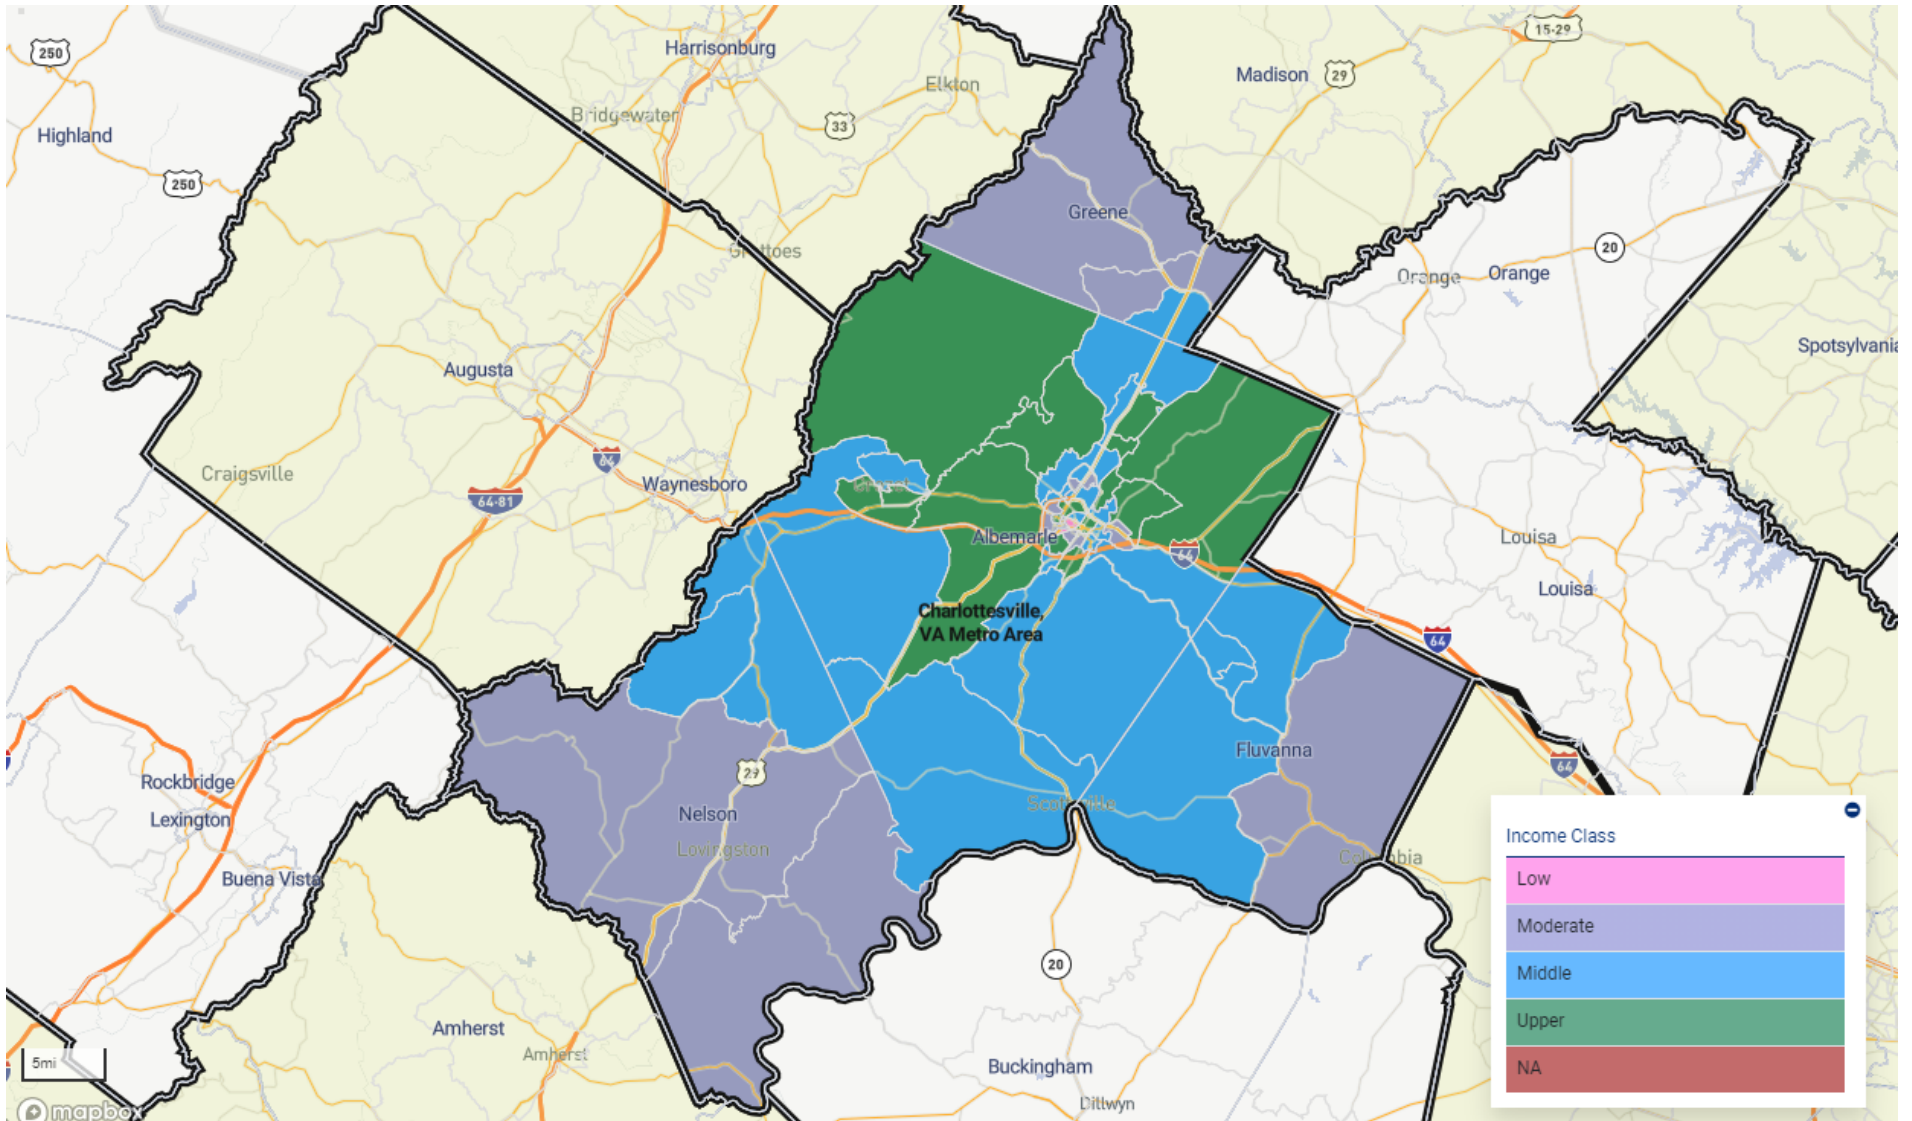 250
Harrisonburg
15-29
Madison
29
Elkton
Bridgewater
33
Highland
250
Greene
20
Orange
Orange
Grottoes
Spotsylvania
Augusta
64
Craigsville
Waynesboro
64-81
Crozet
Albemarle
64
Louisa
Louisa
Charlottesville,
VA Metro Area
64
Fluvanna
29
64
Rockbridge
Lexington
Scottsville
Nelson
Lovingston
Columbia
Buena Vista
20
Amherst
Amherst
Buckingham
Dillwyn
Income Class
Low
Moderate
Middle
Upper
NA
5mi
mapbox